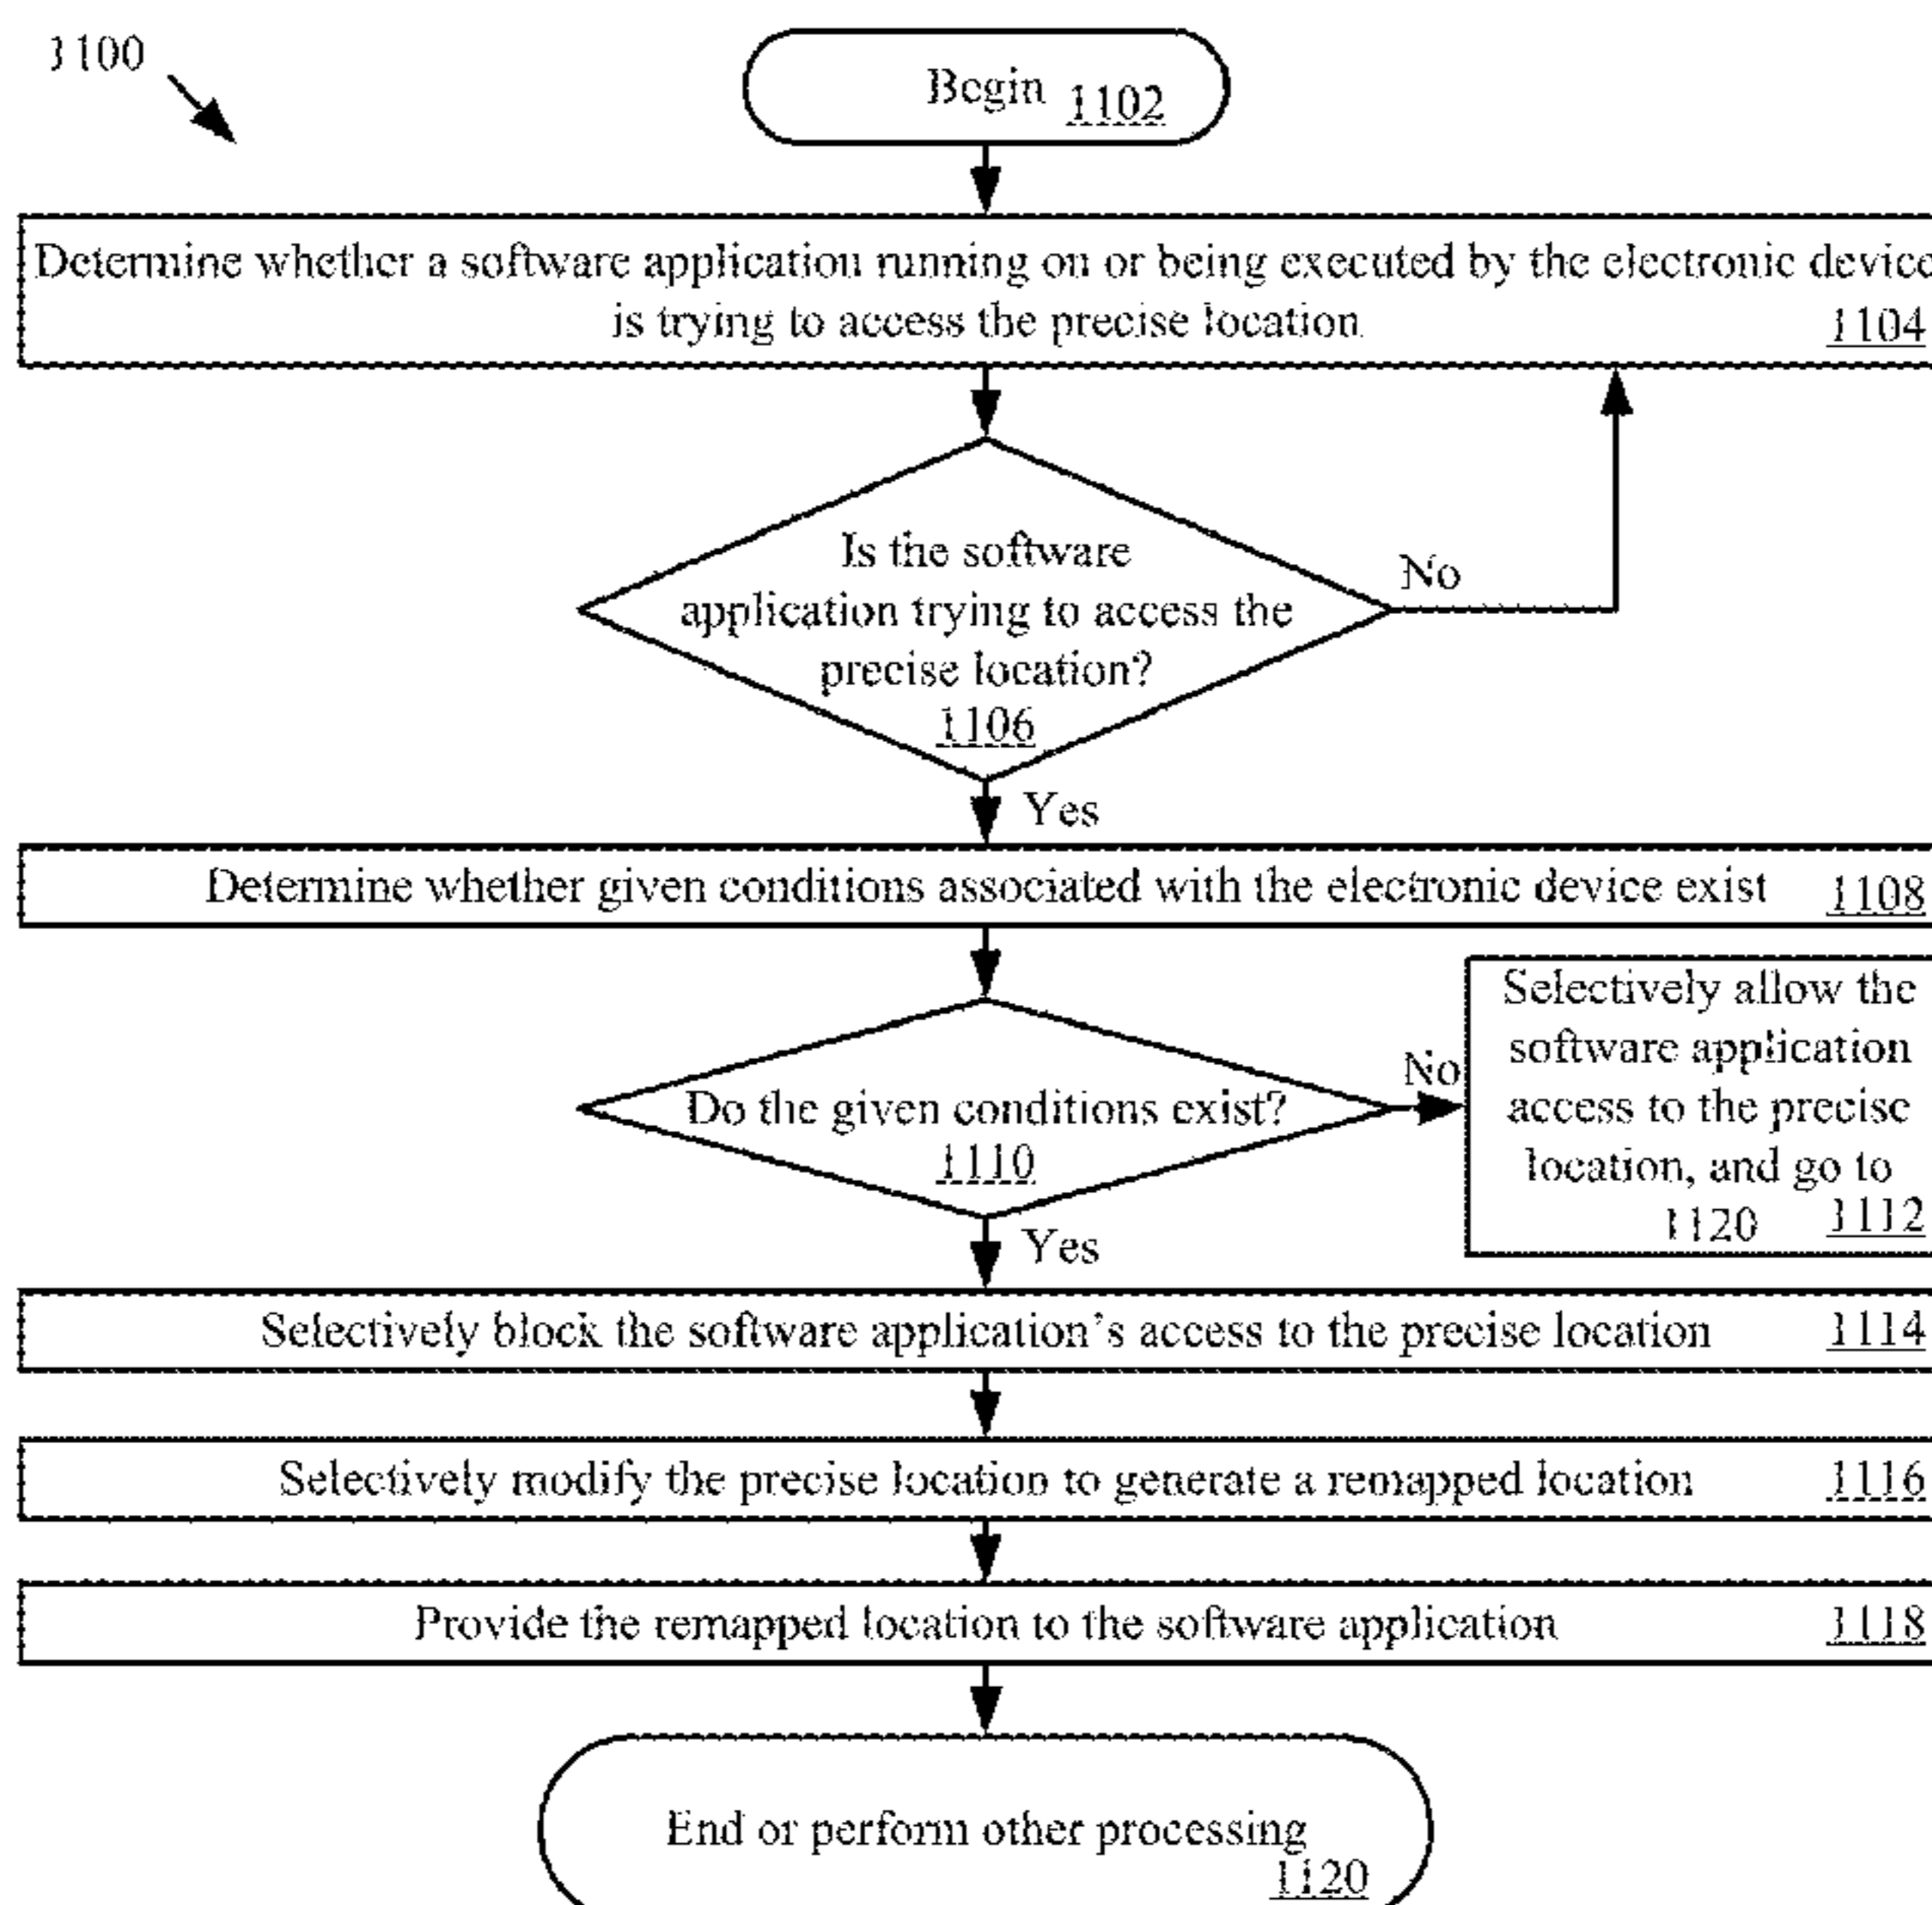 1100
Begin 1102
Determine whether a software application running on or being executed by the electronic device
is trying to access the precise location
1104
Is the software
application trying to access the
precise location?
1106
No
Yes
Determine whether given conditions associated with the electronic device exist 1108
Do the given conditions exist?
1110
No
Selectively allow the
software application
access to the precise
location, and go to
1120 1112
Yes
Selectively block the software application's access to the precise location 1114
Selectively modify the precise location to generate a remapped location 1116
Provide the remapped location to the software application 1118
End or perform other processing
1120